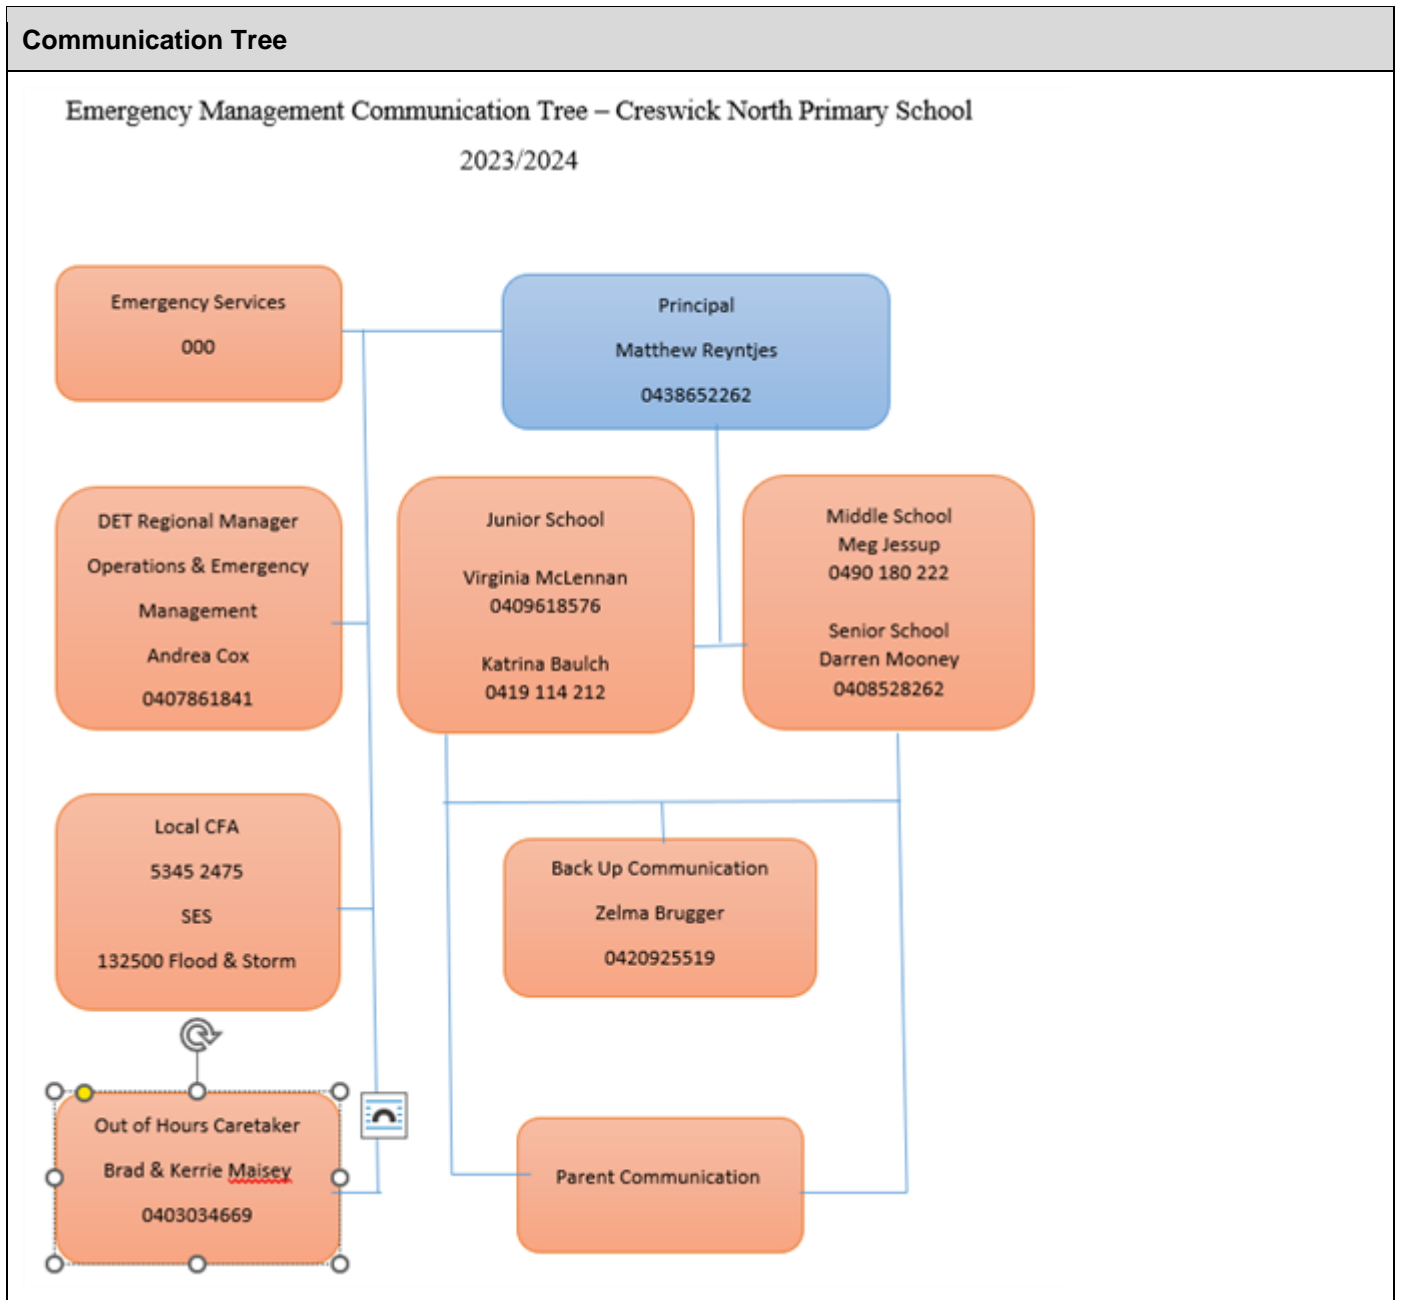 Communication Tree
Emergency Management Communication Tree – Creswick North Primary School
2023/2024
Emergency Services
000
Principal
Matthew Reyntjes
0438652262
DET Regional Manager
Operations & Emergency
Management
Andrea Cox
0407861841
Junior School
Virginia McLennan
0409618576
Katrina Baulch
0419 114 212
Middle School
Meg Jessup
0490 180 222
Senior School
Darren Mooney
0408528262
Local CFA
5345 2475
SES
132500 Flood & Storm
Back Up Communication
Zelma Brugger
0420925519
Out of Hours Caretaker
Brad & Kerrie Maisey
0403034669
Parent Communication